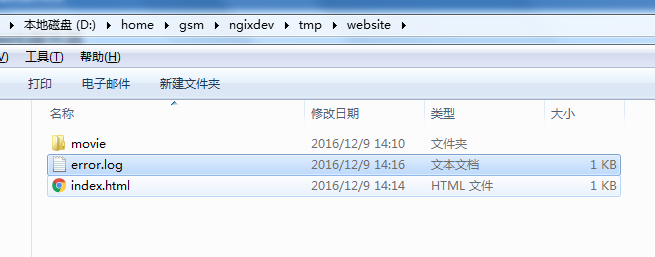 本地磁盘 (D:) home gsm ngixdev tmp website
工具(T) 帮助(H)
打印 电子邮件 新建文件夹
名称 修改日期 类型 大小
movie 2016/12/9 14:10 文件夹
error.log 2016/12/9 14:16 文本文档 1 KB
index.html 2016/12/9 14:14 HTML 文件 1 KB